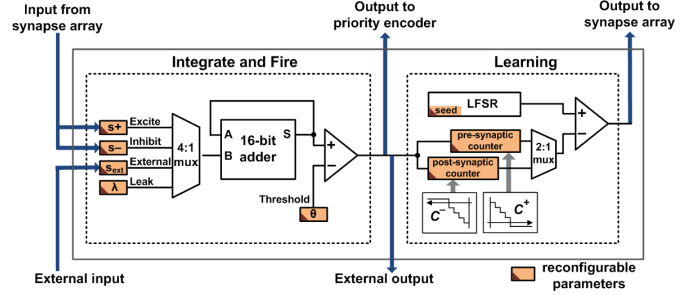 Input from
synapse array
Output to
priority encoder
Output to
synapse array
Integrate and Fire
Learning
s+
Excite
s−
Inhibit
s_ext
External
λ
Leak
4:1
mux
A
B
S
16-bit
adder
+
−
Threshold
θ
seed
LFSR
pre-synaptic
counter
post-synaptic
counter
2:1
mux
+
−
C−
C+
External input
External output
reconfigurable
parameters